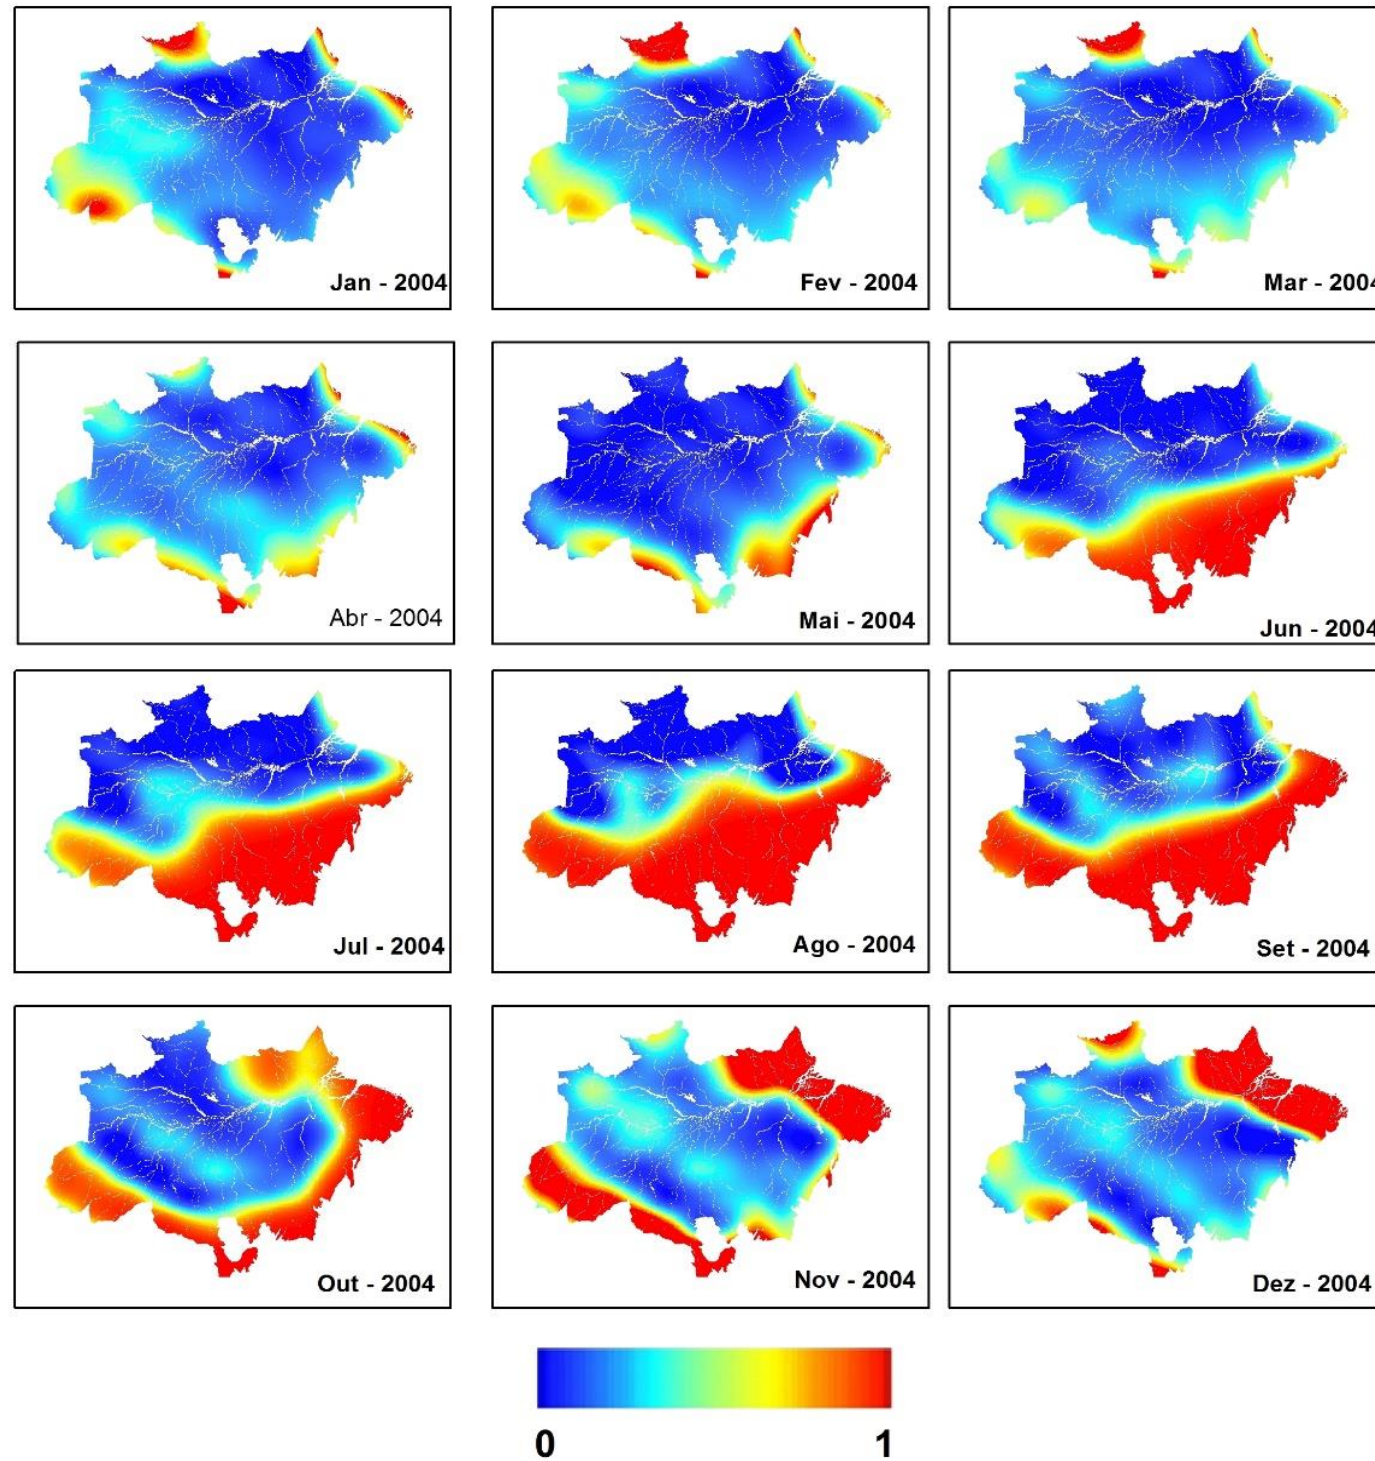 Jan - 2004
Fev - 2004
Mar - 2004
Abr - 2004
Mai - 2004
Jun - 2004
Jul - 2004
Ago - 2004
Set - 2004
Out - 2004
Nov - 2004
Dez - 2004
0 1